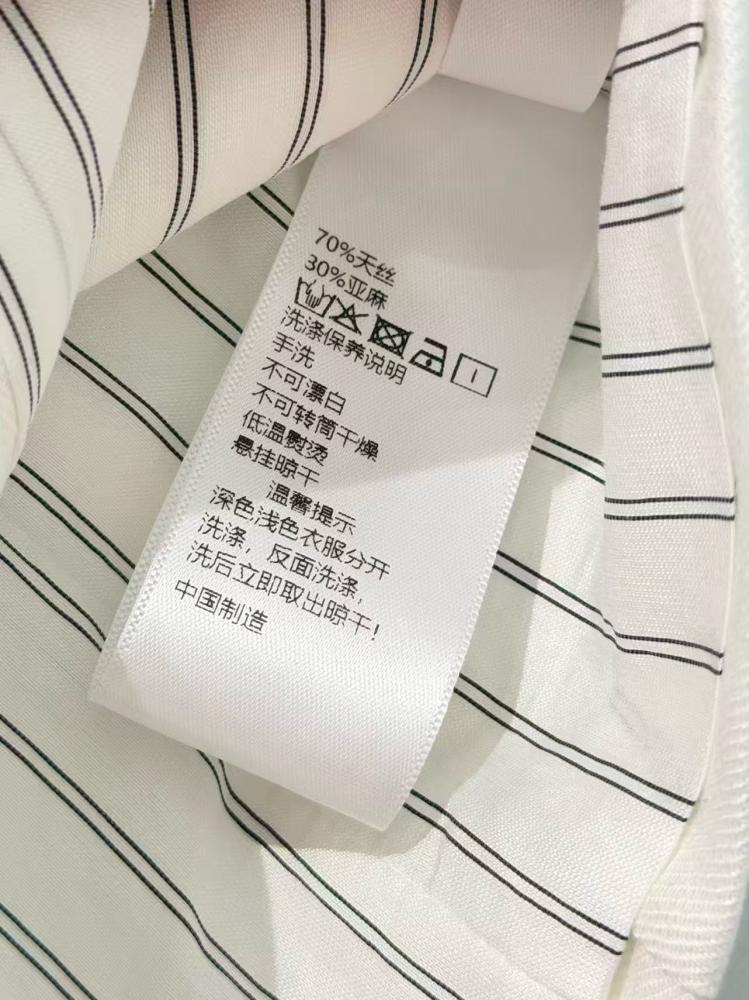 70%天丝
30%亚麻
洗涤保养说明
手洗
不可漂白
不可转筒干燥
低温熨烫
悬挂晾干
温馨提示
深色浅色衣服分开
洗涤，反面洗涤，
洗后立即取出晾干！
中国制造